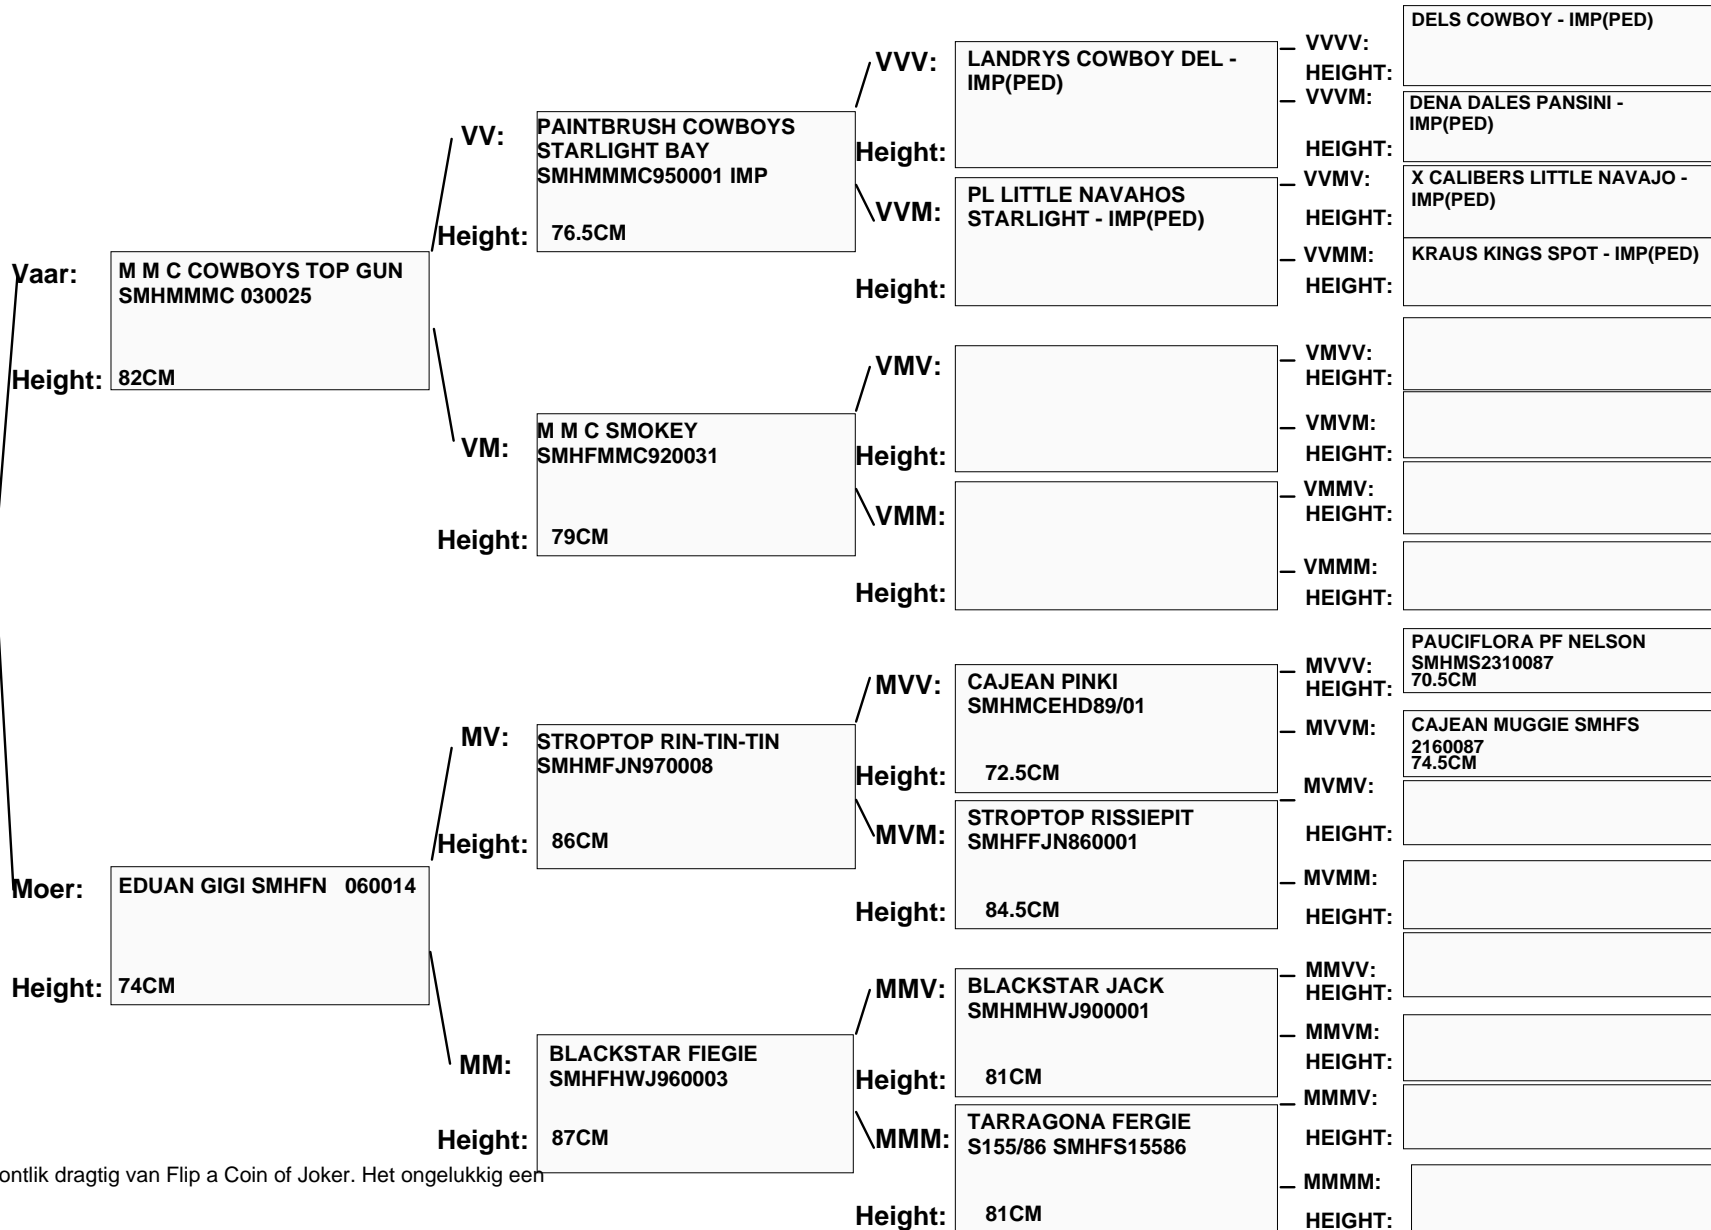 Vaar:
M M C COWBOYS TOP GUN
SMHMMMC 030025
Height: 82CM
Moer:
EDUAN GIGI SMHFN 060014
Height: 74CM
ontlik dragtig van Flip a Coin of Joker. Het ongelukkig een
VV:
PAINTBRUSH COWBOYS
STARLIGHT BAY
SMHMMMC950001 IMP
Height: 76.5CM
VM:
M M C SMOKEY
SMHFMMC920031
Height: 79CM
MV:
STROPTOP RIN-TIN-TIN
SMHMFJN970008
Height: 86CM
MM:
BLACKSTAR FIEGIE
SMHFHWJ960003
Height: 87CM
VVV:
LANDRYS COWBOY DEL -
IMP(PED)
Height:
VVM:
PL LITTLE NAVAHOS
STARLIGHT - IMP(PED)
Height:
VMV:
Height:
VMM:
Height:
MVV:
CAJEAN PINKI
SMHMCEHD89/01
Height: 72.5CM
MVM:
STROPTOP RISSIEPIT
SMHFFJN860001
Height: 84.5CM
MMV:
BLACKSTAR JACK
SMHMHWJ900001
Height: 81CM
MMM:
TARRAGONA FERGIE
S155/86 SMHFS15586
Height: 81CM
VVVV:
DELS COWBOY - IMP(PED)
HEIGHT:
VVVM:
DENA DALES PANSINI -
IMP(PED)
HEIGHT:
VVMV:
X CALIBERS LITTLE NAVAJO -
IMP(PED)
HEIGHT:
VVMM:
KRAUS KINGS SPOT - IMP(PED)
HEIGHT:
VMVV:
HEIGHT:
VMVM:
HEIGHT:
VMMV:
HEIGHT:
VMMM:
HEIGHT:
MVVV:
PAUCIFLORA PF NELSON
SMHMS2310087
HEIGHT: 70.5CM
MVVM:
CAJEAN MUGGIE SMHFS
2160087
74.5CM
MVMV:
HEIGHT:
MVMM:
HEIGHT:
MMVV:
HEIGHT:
MMVM:
HEIGHT:
MMMV:
HEIGHT:
MMMM:
HEIGHT: